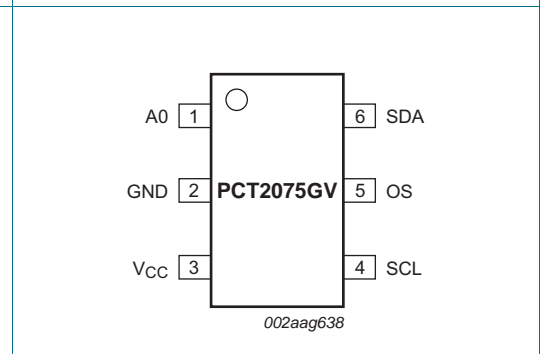 A0 1 6 SDA
GND 2 PCT2075GV 5 OS
VCC 3 4 SCL
002aag638